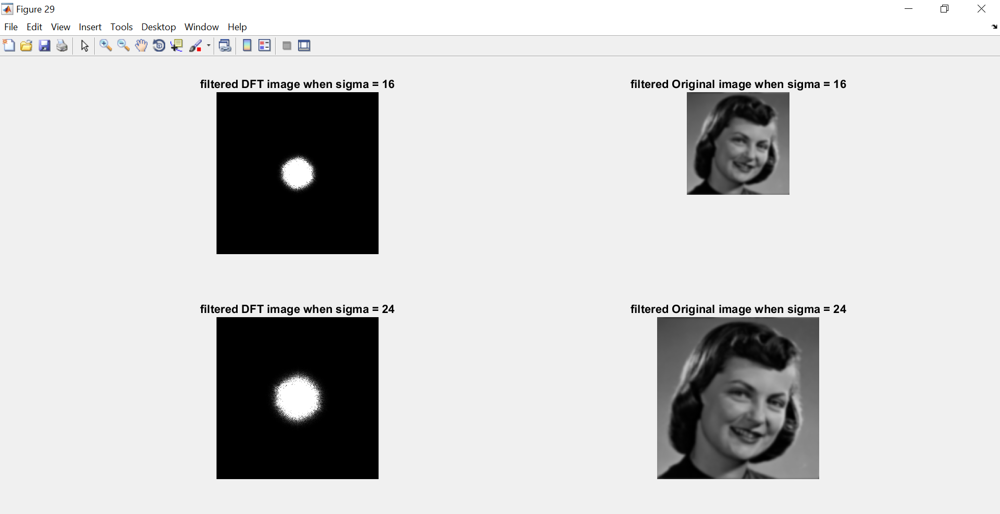 Figure 29
File Edit View Insert Tools Desktop Window Help
filtered DFT image when sigma = 16
filtered Original image when sigma = 16
filtered DFT image when sigma = 24
filtered Original image when sigma = 24